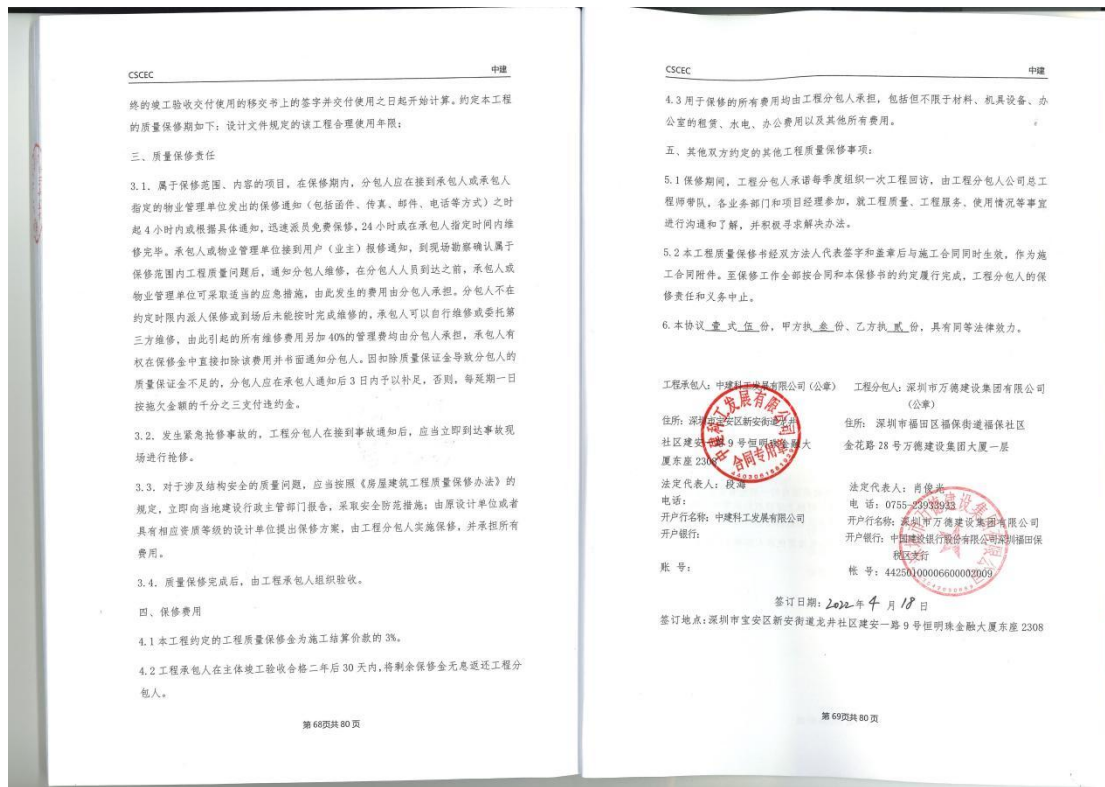 CSCEC 中建
终的竣工验收交付使用的移交书上的签字并交付使用之日起开始计算。约定本工程
的质量保修期如下：设计文件规定的该工程合理使用年限；
三、质量保修责任
3.1．属于保修范围、内容的项目，在保修期内，分包人应在接到承包人或承包人
指定的物业管理单位发出的保修通知（包括函件、传真、邮件、电话等方式）之时
起 4 小时内或根据具体通知，迅速派员免费保修，24 小时或在承包人指定时间内维
修完毕。承包人或物业管理单位接到用户（业主）报修通知，到现场勘察确认属于
保修范围内工程质量问题后，通知分包人维修，在分包人人员到达之前，承包人或
物业管理单位可采取适当的应急措施，由此发生的费用由分包人承担。分包人不在
约定时限内派人保修或到场后未能按时完成维修的，承包人可以自行维修或委托第
三方维修，由此引起的所有维修费用另加 40%的管理费均由分包人承担，承包人有
权在保修金中直接扣除该费用并书面通知分包人。因扣除质量保证金导致分包人的
质量保证金不足的，分包人应在承包人通知后 3 日内予以补足，否则，每延期一日
按拖欠金额的千分之三支付违约金。
3.2．发生紧急抢修事故的，工程分包人在接到事故通知后，应当立即到达事故现
场进行抢修。
3.3．对于涉及结构安全的质量问题，应当按照《房屋建筑工程质量保修办法》的
规定，立即向当地建设行政主管部门报告，采取安全防范措施；由原设计单位或者
具有相应资质等级的设计单位提出保修方案，由工程分包人实施保修，并承担所有
费用。
3.4．质量保修完成后，由工程承包人组织验收。
四、保修费用
4.1 本工程约定的工程质量保修金为施工结算价款的 3%。
4.2 工程承包人在主体竣工验收合格二年后 30 天内，将剩余保修金无息返还工程分
包人。
第 68页共 80 页
CSCEC 中建
4.3 用于保修的所有费用均由工程分包人承担，包括但不限于材料、机具设备、办
公室的租赁、水电、办公费用以及其他所有费用。
五、其他双方约定的其他工程质量保修事项：
5.1 保修期间，工程分包人承诺每季度组织一次工程回访，由工程分包人公司总工
程师带队，各业务部门和项目经理参加，就工程质量、工程服务、使用情况等事宜
进行沟通和了解，并积极寻求解决办法。
5.2 本工程质量保修书经双方法人代表签字和盖章后与施工合同同时生效，作为施
工合同附件。至保修工作全部按合同和本保修书的约定履行完成，工程分包人的保
修责任和义务中止。
6.本协议 壹 式 伍 份，甲方执 叁 份、乙方执 贰 份，具有同等法律效力。
工程承包人：中建科工发展有限公司（公章） 工程分包人：深圳市万德建设集团有限公司
（公章）
住所：深圳市宝安区新安街道龙井 住所： 深圳市福田区福保街道福保社区
社区建安一路 9 号恒明珠金融大 金花路 28 号万德建设集团大厦一层
厦东座 2308
法定代表人：段海 法定代表人：肖俊光
电话： 电 话：0755-23933933
开户行名称：中建科工发展有限公司 开户行名称：深圳市万德建设集团有限公司
开户银行： 开户银行：中国建设银行股份有限公司深圳福田保
税区支行
账 号： 帐 号：44250100006600002009
中建科工发展有限公司
合同专用章
深圳市万德建设集团有限公司
签订日期：2022 年 4 月 18 日
签订地点：深圳市宝安区新安街道龙井社区建安一路 9 号恒明珠金融大厦东座 2308
第 69页共 80 页